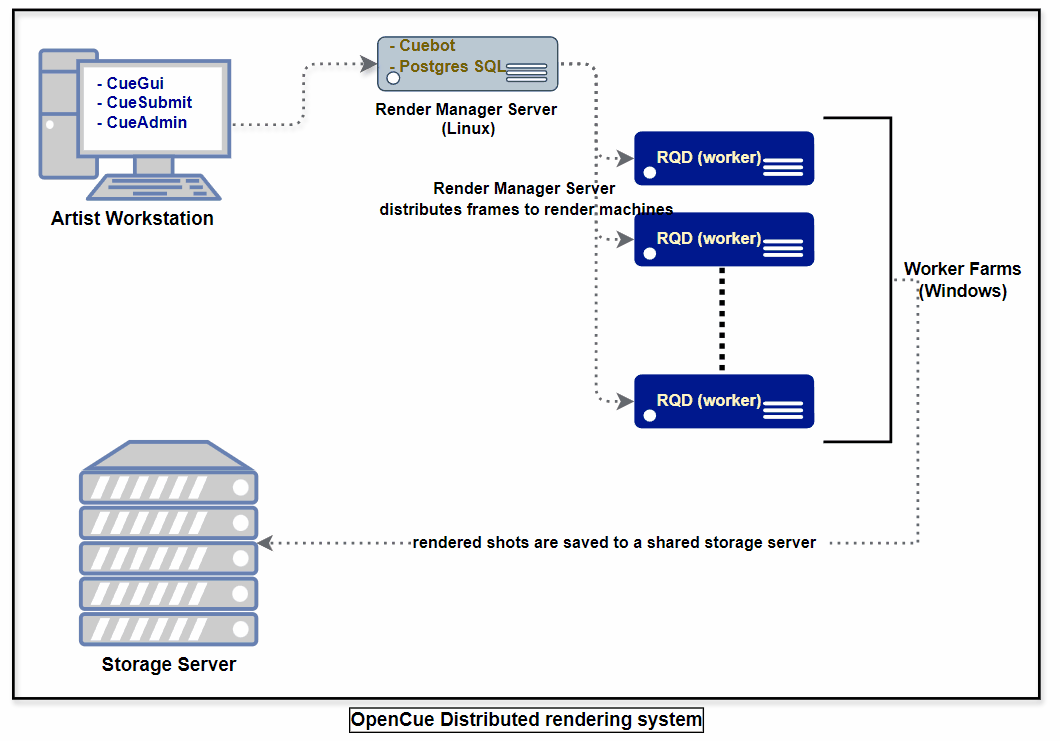 - CueGui
- CueSubmit
- CueAdmin
Artist Workstation
- Cuebot
- Postgres SQL
Render Manager Server
(Linux)
RQD (worker)
Render Manager Server
distributes frames to render machines
RQD (worker)
Worker Farms
(Windows)
RQD (worker)
rendered shots are saved to a shared storage server
Storage Server
OpenCue Distributed rendering system